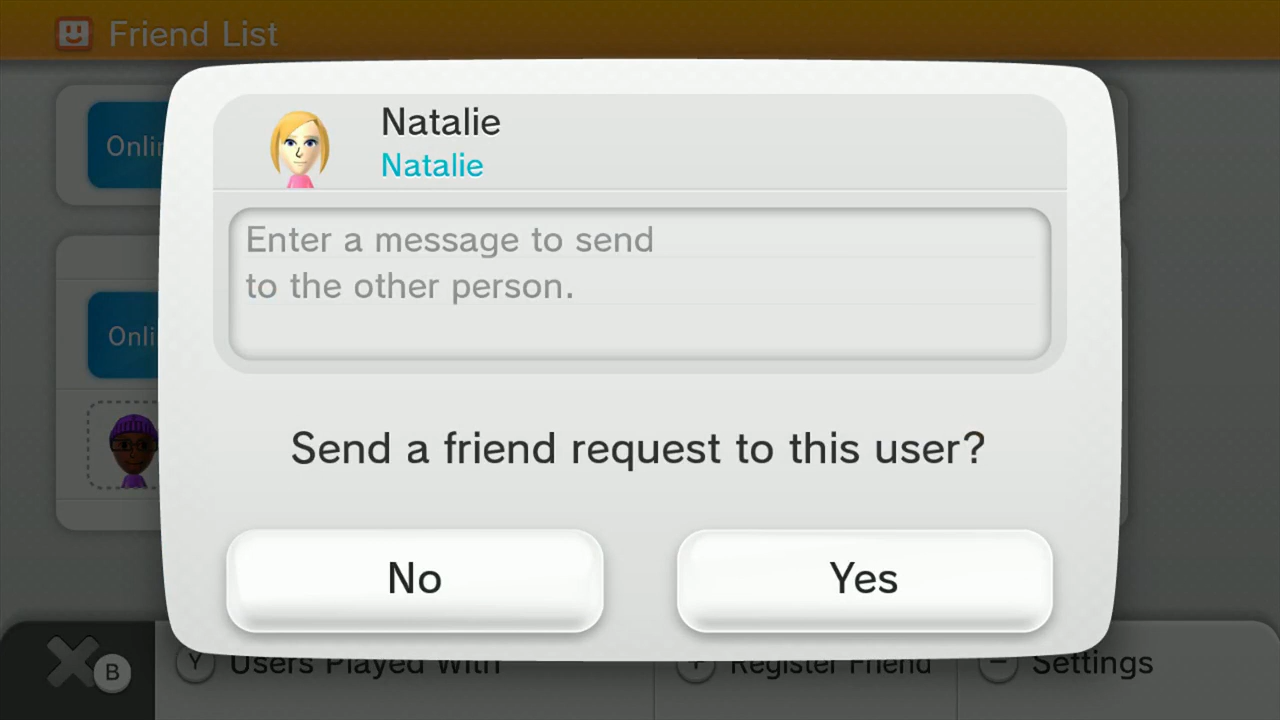 Friend List
Natalie
Natalie
Enter a message to send
to the other person.
Send a friend request to this user?
No
Yes
B
Y Users Played With
+ Register Friend
− Settings